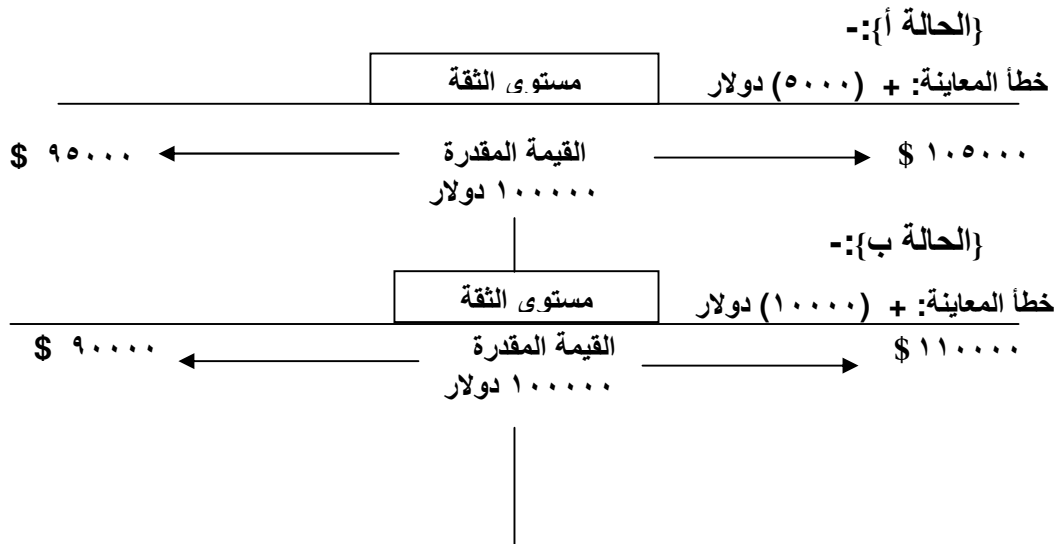 {الحالة أ}:-
مستوى الثقة
خطأ المعاينة: + (٥٠٠٠) دولار
$ ١٠٥٠٠٠
القيمة المقدرة
$ ٩٥٠٠٠
١٠٠٠٠٠ دولار
{الحالة ب}:-
مستوى الثقة
خطأ المعاينة: + (١٠٠٠٠) دولار
$ ١١٠٠٠٠
القيمة المقدرة
$ ٩٠٠٠٠
١٠٠٠٠٠ دولار